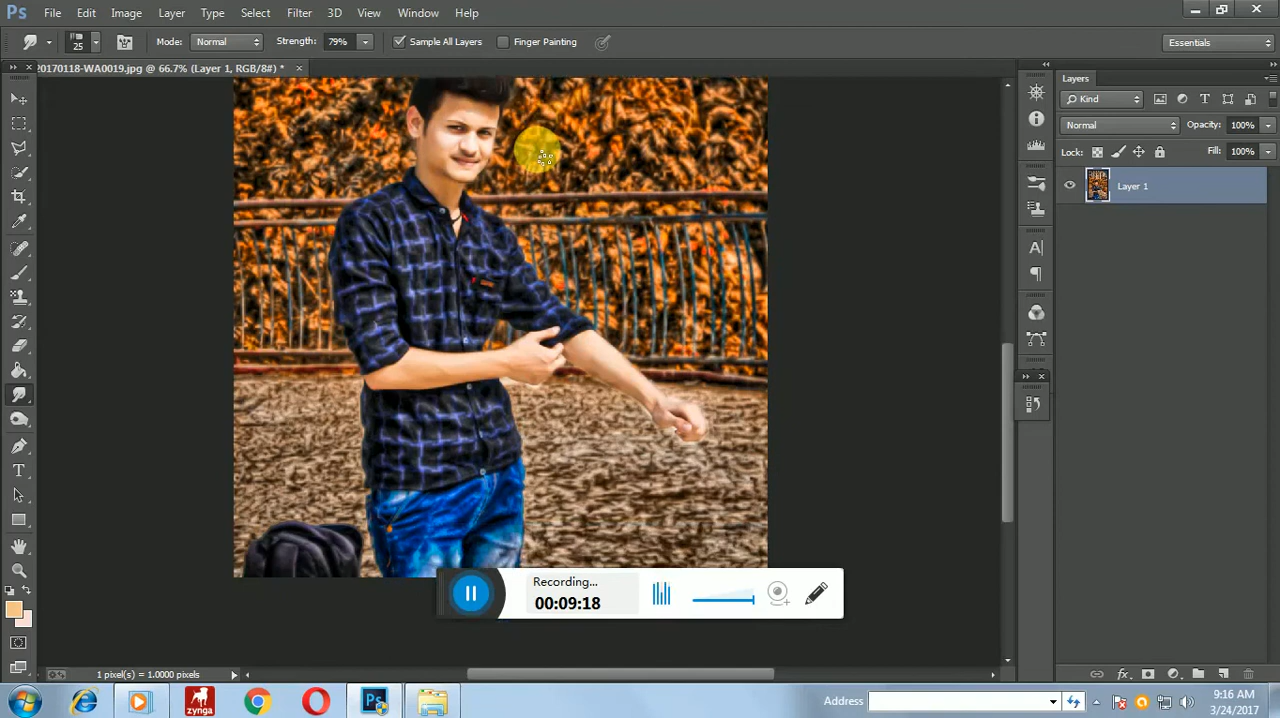 Ps File Edit Image Layer Type Select Filter 3D View Window Help
25 Mode: Normal Strength: 79% Sample All Layers Finger Painting Essentials
20170118-WA0019.jpg @ 66.7% (Layer 1, RGB/8#) *
Layers
Kind
Normal Opacity: 100%
Lock: Fill: 100%
Layer 1
Recording...
00:09:18
1 pixel(s) = 1.0000 pixels
zynga Ps Address 9:16 AM
3/24/2017